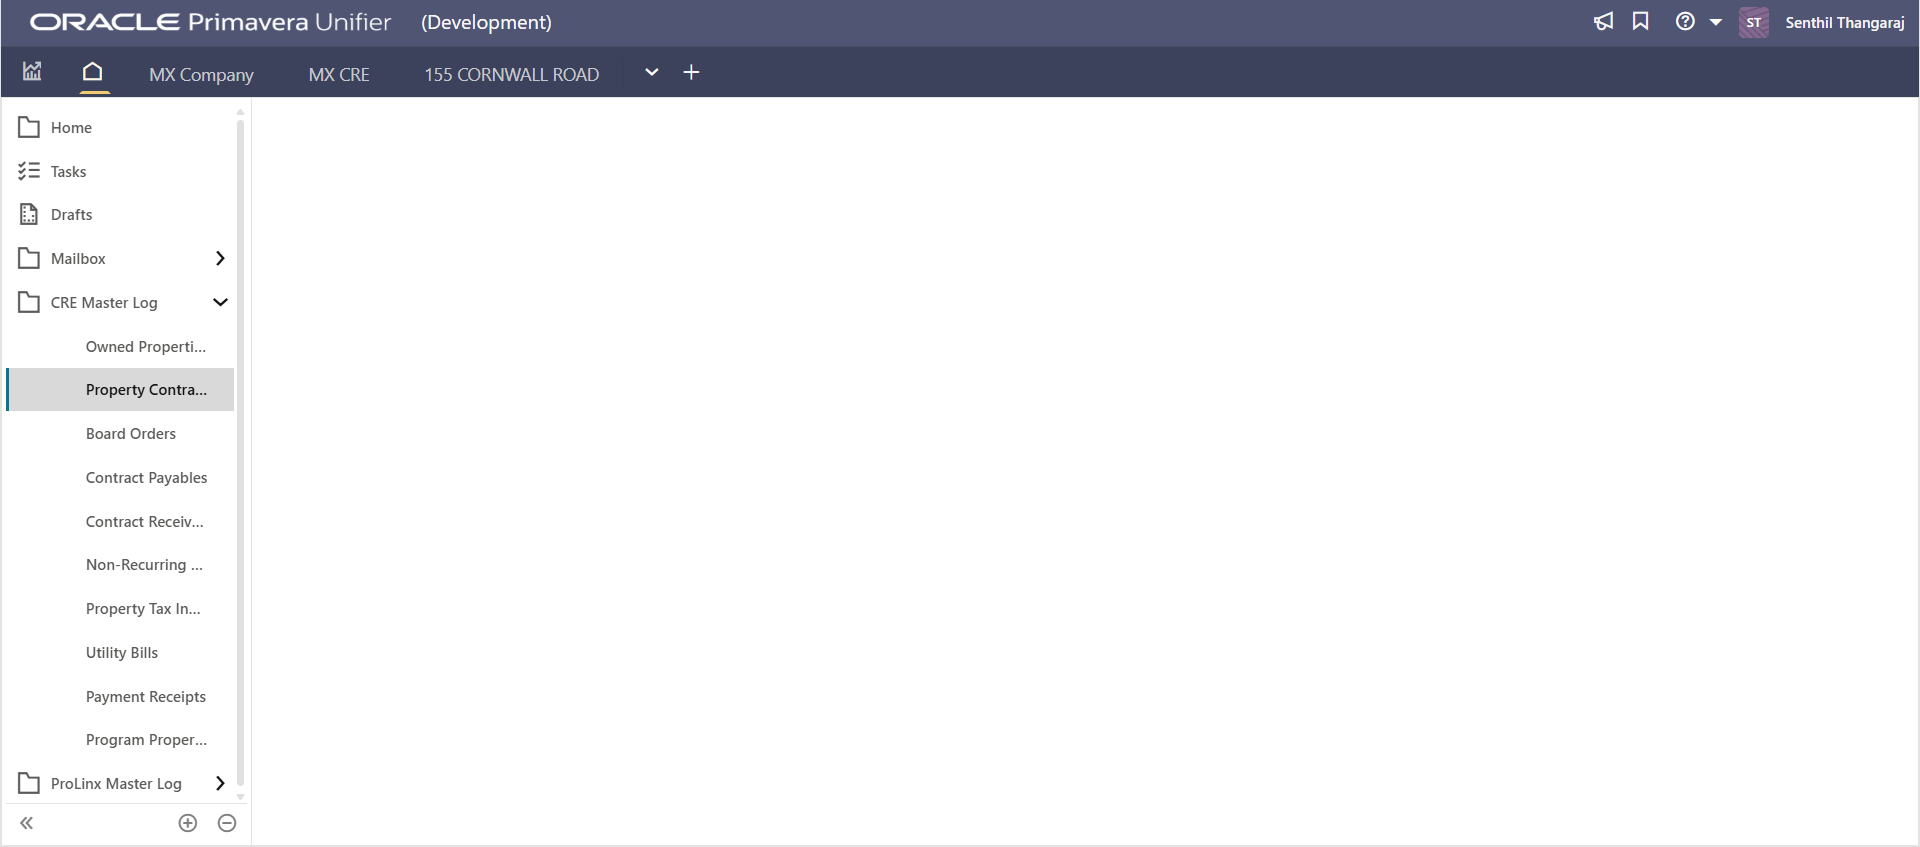 ORACLE Primavera Unifier (Development)
ST Senthil Thangaraj
MX Company MX CRE 155 CORNWALL ROAD
Home
Tasks
Drafts
Mailbox
CRE Master Log
Owned Properti...
Property Contra...
Board Orders
Contract Payables
Contract Receiv...
Non-Recurring ...
Property Tax In...
Utility Bills
Payment Receipts
Program Proper...
ProLinx Master Log